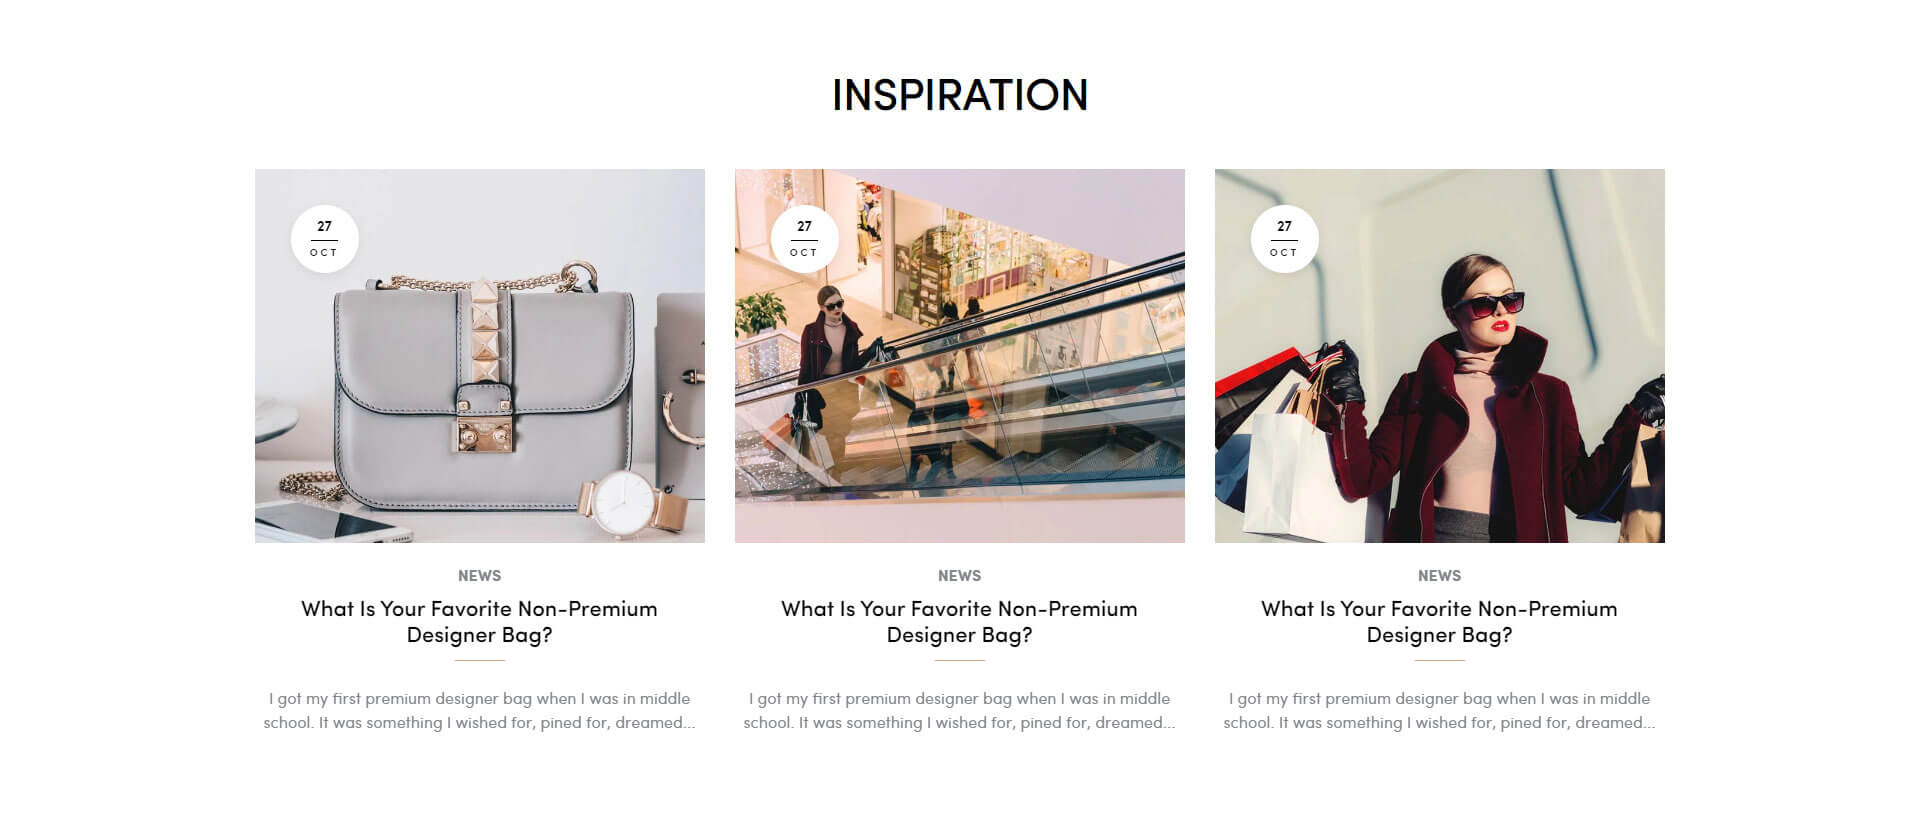 INSPIRATION
27
OCT
27
OCT
27
OCT
NEWS
What Is Your Favorite Non-Premium
Designer Bag?
I got my first premium designer bag when I was in middle
school. It was something I wished for, pined for, dreamed...
NEWS
What Is Your Favorite Non-Premium
Designer Bag?
I got my first premium designer bag when I was in middle
school. It was something I wished for, pined for, dreamed...
NEWS
What Is Your Favorite Non-Premium
Designer Bag?
I got my first premium designer bag when I was in middle
school. It was something I wished for, pined for, dreamed...